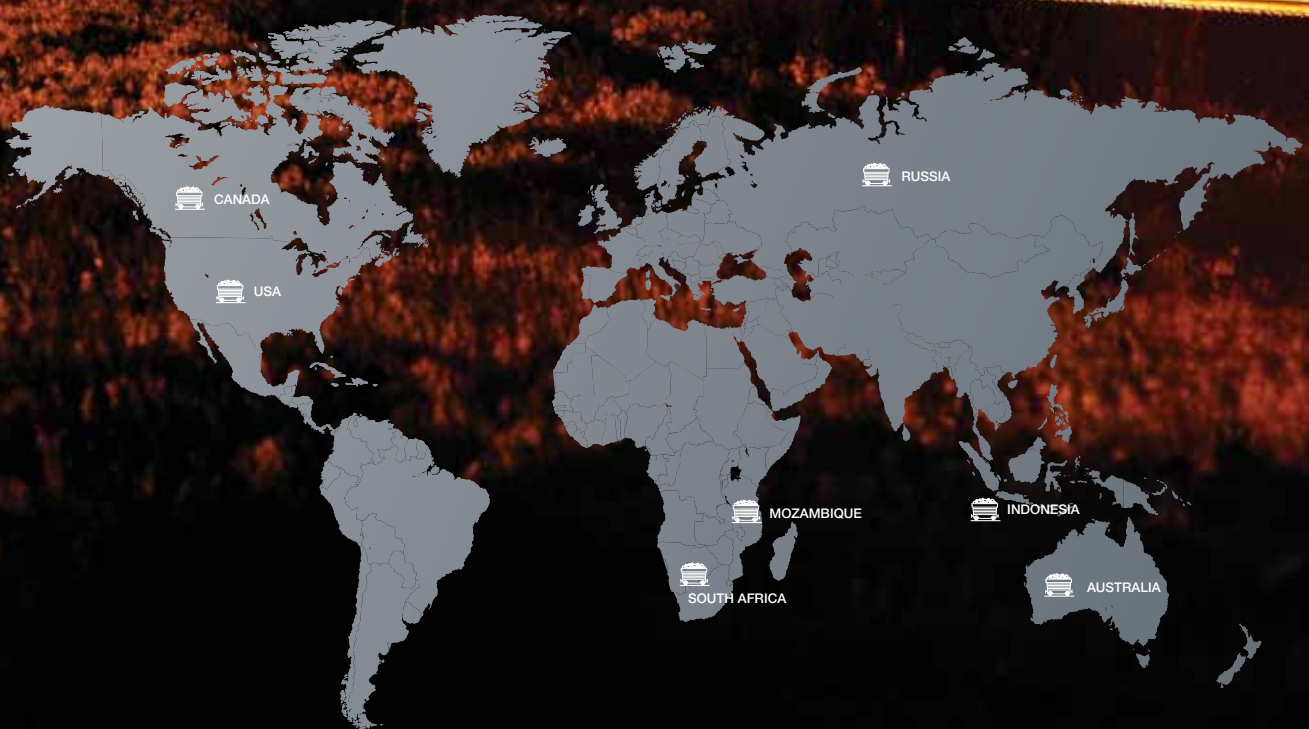 RUSSIA
CANADA
USA
MOZAMBIQUE
INDONESIA
SOUTH AFRICA
AUSTRALIA